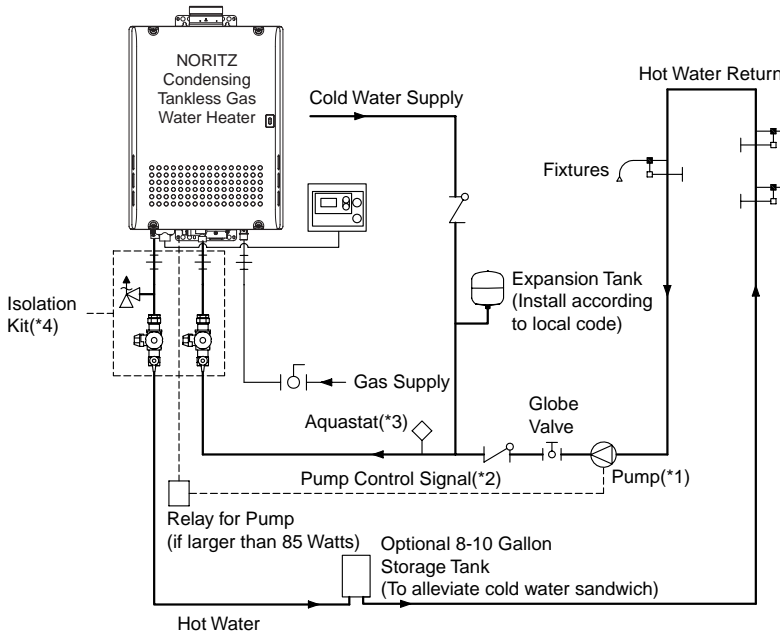 NORITZ
Condensing
Tankless Gas
Water Heater
Hot Water Return
Cold Water Supply
Fixtures
Expansion Tank
(Install according
to local code)
Isolation
Kit(*4)
Gas Supply
Globe
Valve
Aquastat(*3)
Pump Control Signal(*2)
Pump(*1)
Relay for Pump
(if larger than 85 Watts)
Optional 8-10 Gallon
Storage Tank
(To alleviate cold water sandwich)
Hot Water